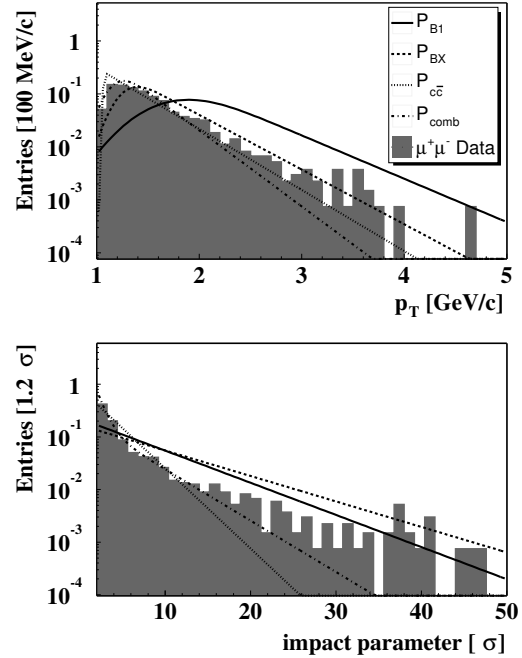 Entries [100 MeV/c]
1
10⁻¹
10⁻²
10⁻³
10⁻⁴
P_B1
P_BX
P_cc̅
P_comb
μ⁺μ⁻ Data
1 2 3 4 5
p_T [GeV/c]
Entries [1.2 σ]
1
10⁻¹
10⁻²
10⁻³
10⁻⁴
10 20 30 40 50
impact parameter [ σ]